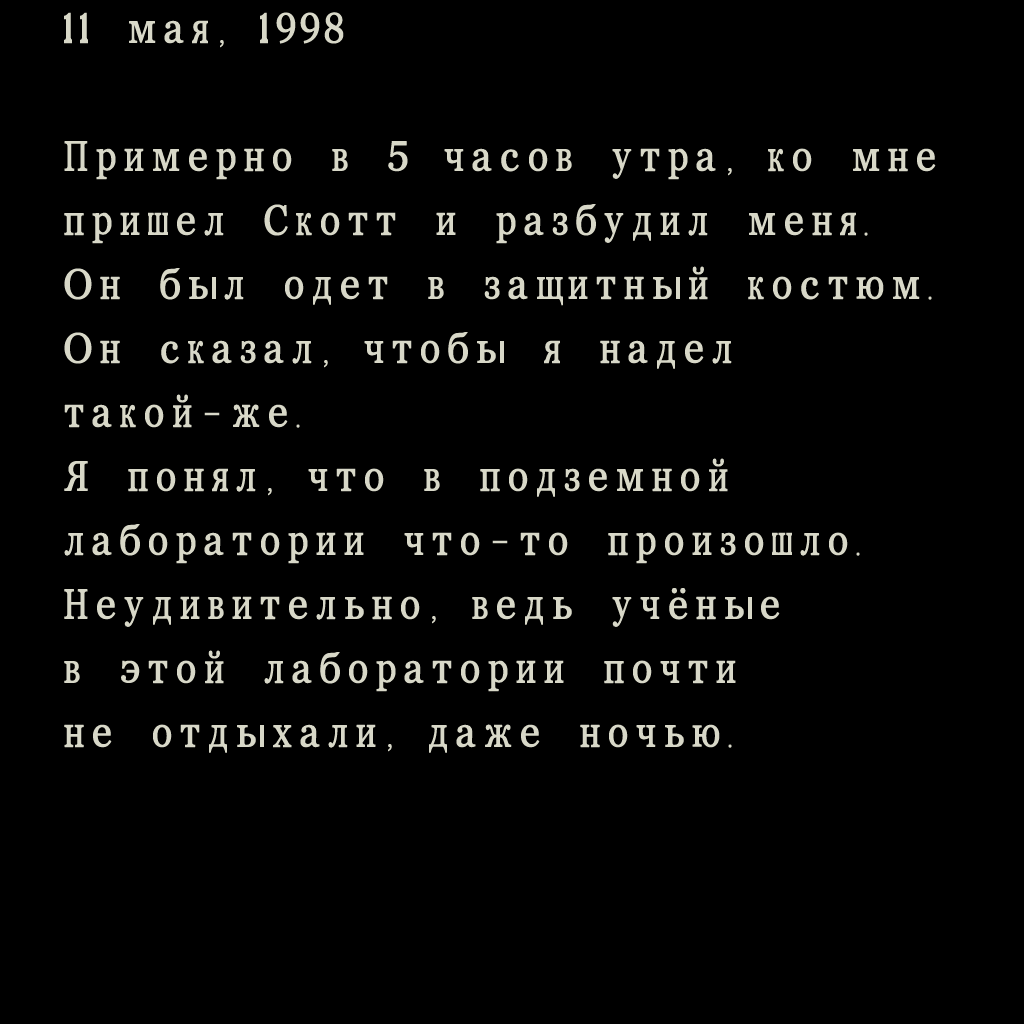 11 мая, 1998
Примерно в 5 часов утра, ко мне
пришел Скотт и разбудил меня.
Он был одет в защитный костюм.
Он сказал, чтобы я надел
такой-же.
Я понял, что в подземной
лаборатории что-то произошло.
Неудивительно, ведь учёные
в этой лаборатории почти
не отдыхали, даже ночью.